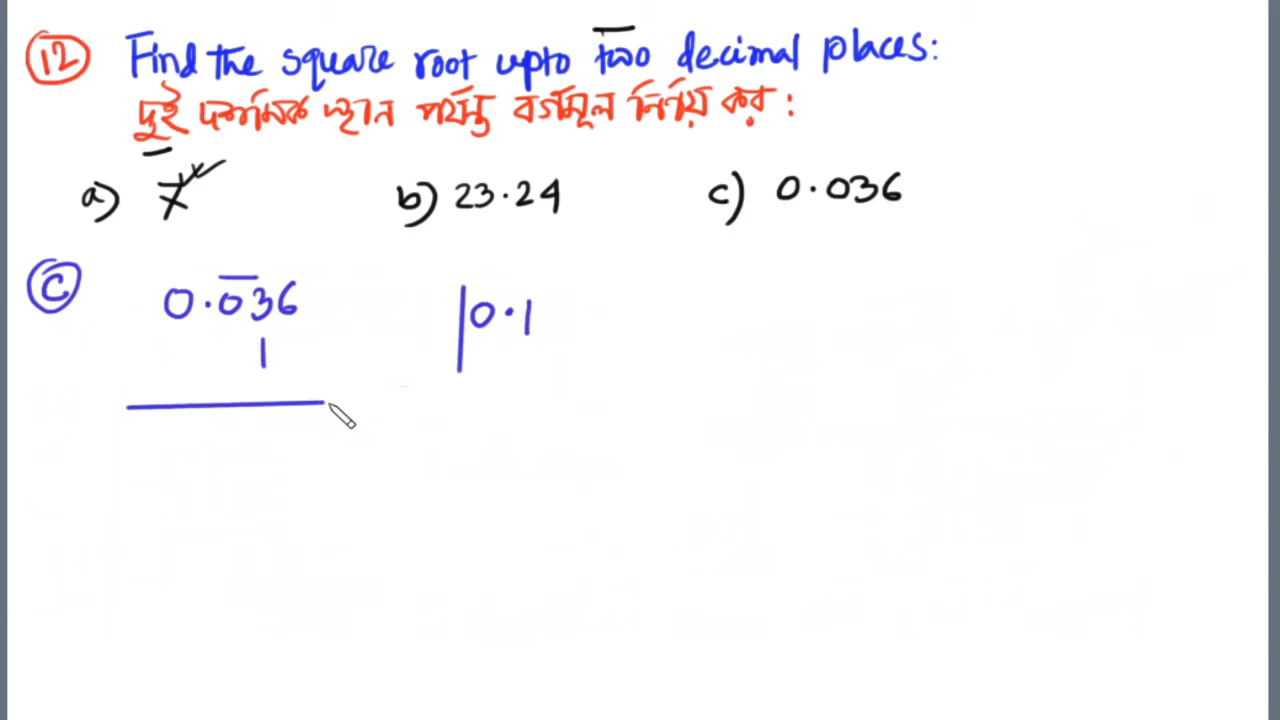 12 Find the square root upto two decimal places:
দুই দশমিক স্থান পর্যন্ত বর্গমূল নির্ণয় কর :
a) 7 b) 23.24 c) 0.036
C 0.036 0.1
1